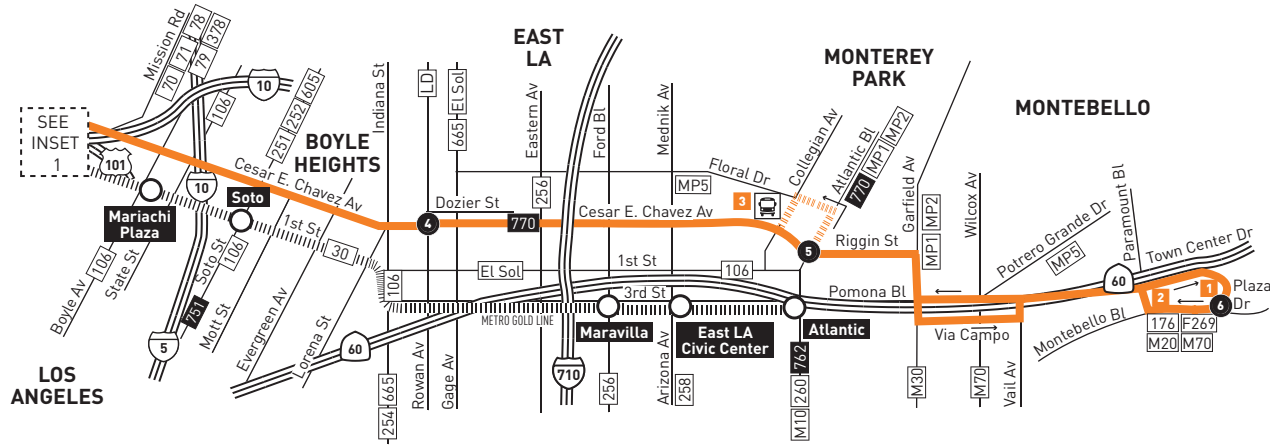 SEE
INSET
1
Mission Rd
70
71
78
79
378
106
10
101
10
251
252
605
BOYLE
HEIGHTS
Cesar E. Chavez Av
Mariachi
Plaza
Soto
1st St
30
Boyle Av
106
State St
751
Soto St
106
Mott St
Evergreen Av
Lorena St
5
60
LOS
ANGELES
Indiana St
LD
665
El Sol
EAST
LA
Eastern Av
256
Ford Bl
Mednik Av
4
Dozier St
770
Cesar E. Chavez Av
Floral Dr
MP5
3
Collegian Av
Atlantic Bl
770
MP1
MP2
MONTEREY
PARK
5
Riggin St
Garfield Av
MP1
MP2
Wilcox Av
MONTEBELLO
Potrero Grande Dr
MP5
Paramount Bl
60
Town Center Dr
1
2
Plaza
Dr
6
106
El Sol
1st St
106
3rd St
Pomona Bl
METRO GOLD LINE
Maravilla
East LA
Civic Center
Atlantic
Via Campo
Montebello Bl
176
F269
M20
M70
254
665
Rowan Av
Gage Av
710
256
Arizona Av
258
762
M10
260
M30
M70
Vail Av